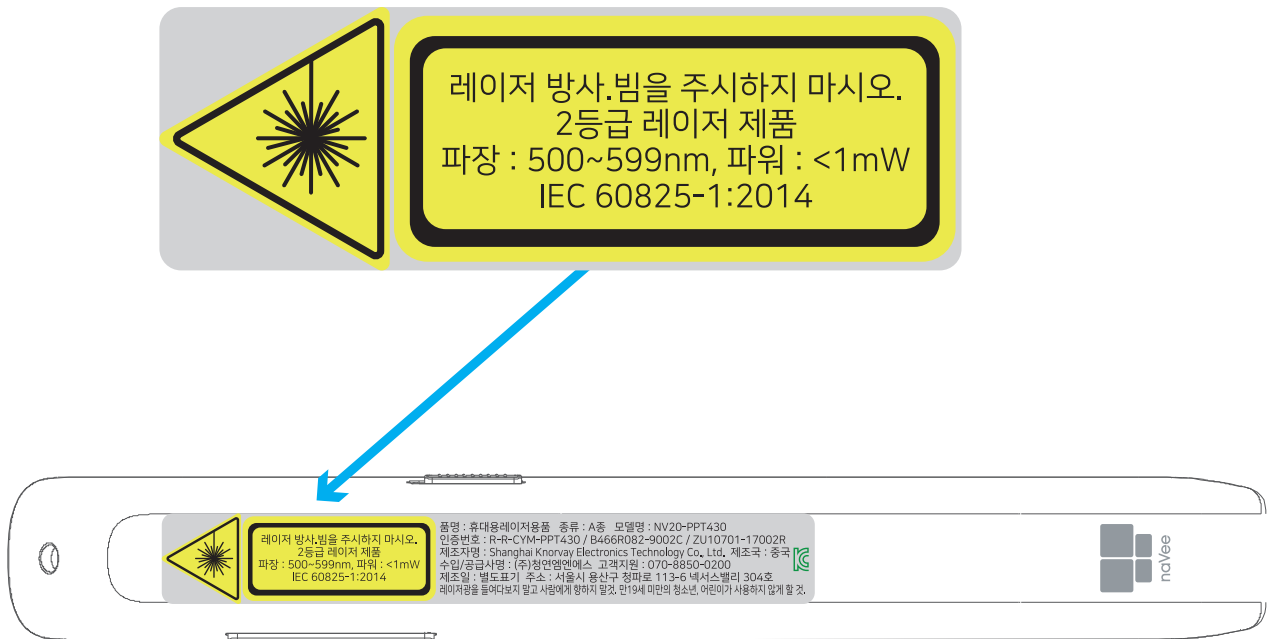 레이저 방사.빔을 주시하지 마시오.
2등급 레이저 제품
파장 : 500~599nm, 파워 : <1mW
IEC 60825-1:2014
레이저 방사.빔을 주시하지 마시오.
2등급 레이저 제품
파장 : 500~599nm, 파워 : <1mW
IEC 60825-1:2014
품명 : 휴대용레이저용품 종류 : A종 모델명 : NV20-PPT430
인증번호 : R-R-CYM-PPT430 / B466R082-9002C / ZU10701-17002R
제조자명 : Shanghai Knorvay Electronics Technology Co., Ltd. 제조국 : 중국
수입/공급사명 : (주)청연엠엔에스 고객지원 : 070-8850-0200
제조일 : 별도표기 주소 : 서울시 용산구 청파로 113-6 넥서스밸리 304호
레이저광을 들여다보지 말고 사람에게 향하지 말것. 만19세 미만의 청소년, 어린이가 사용하지 않게 할 것.
naVee